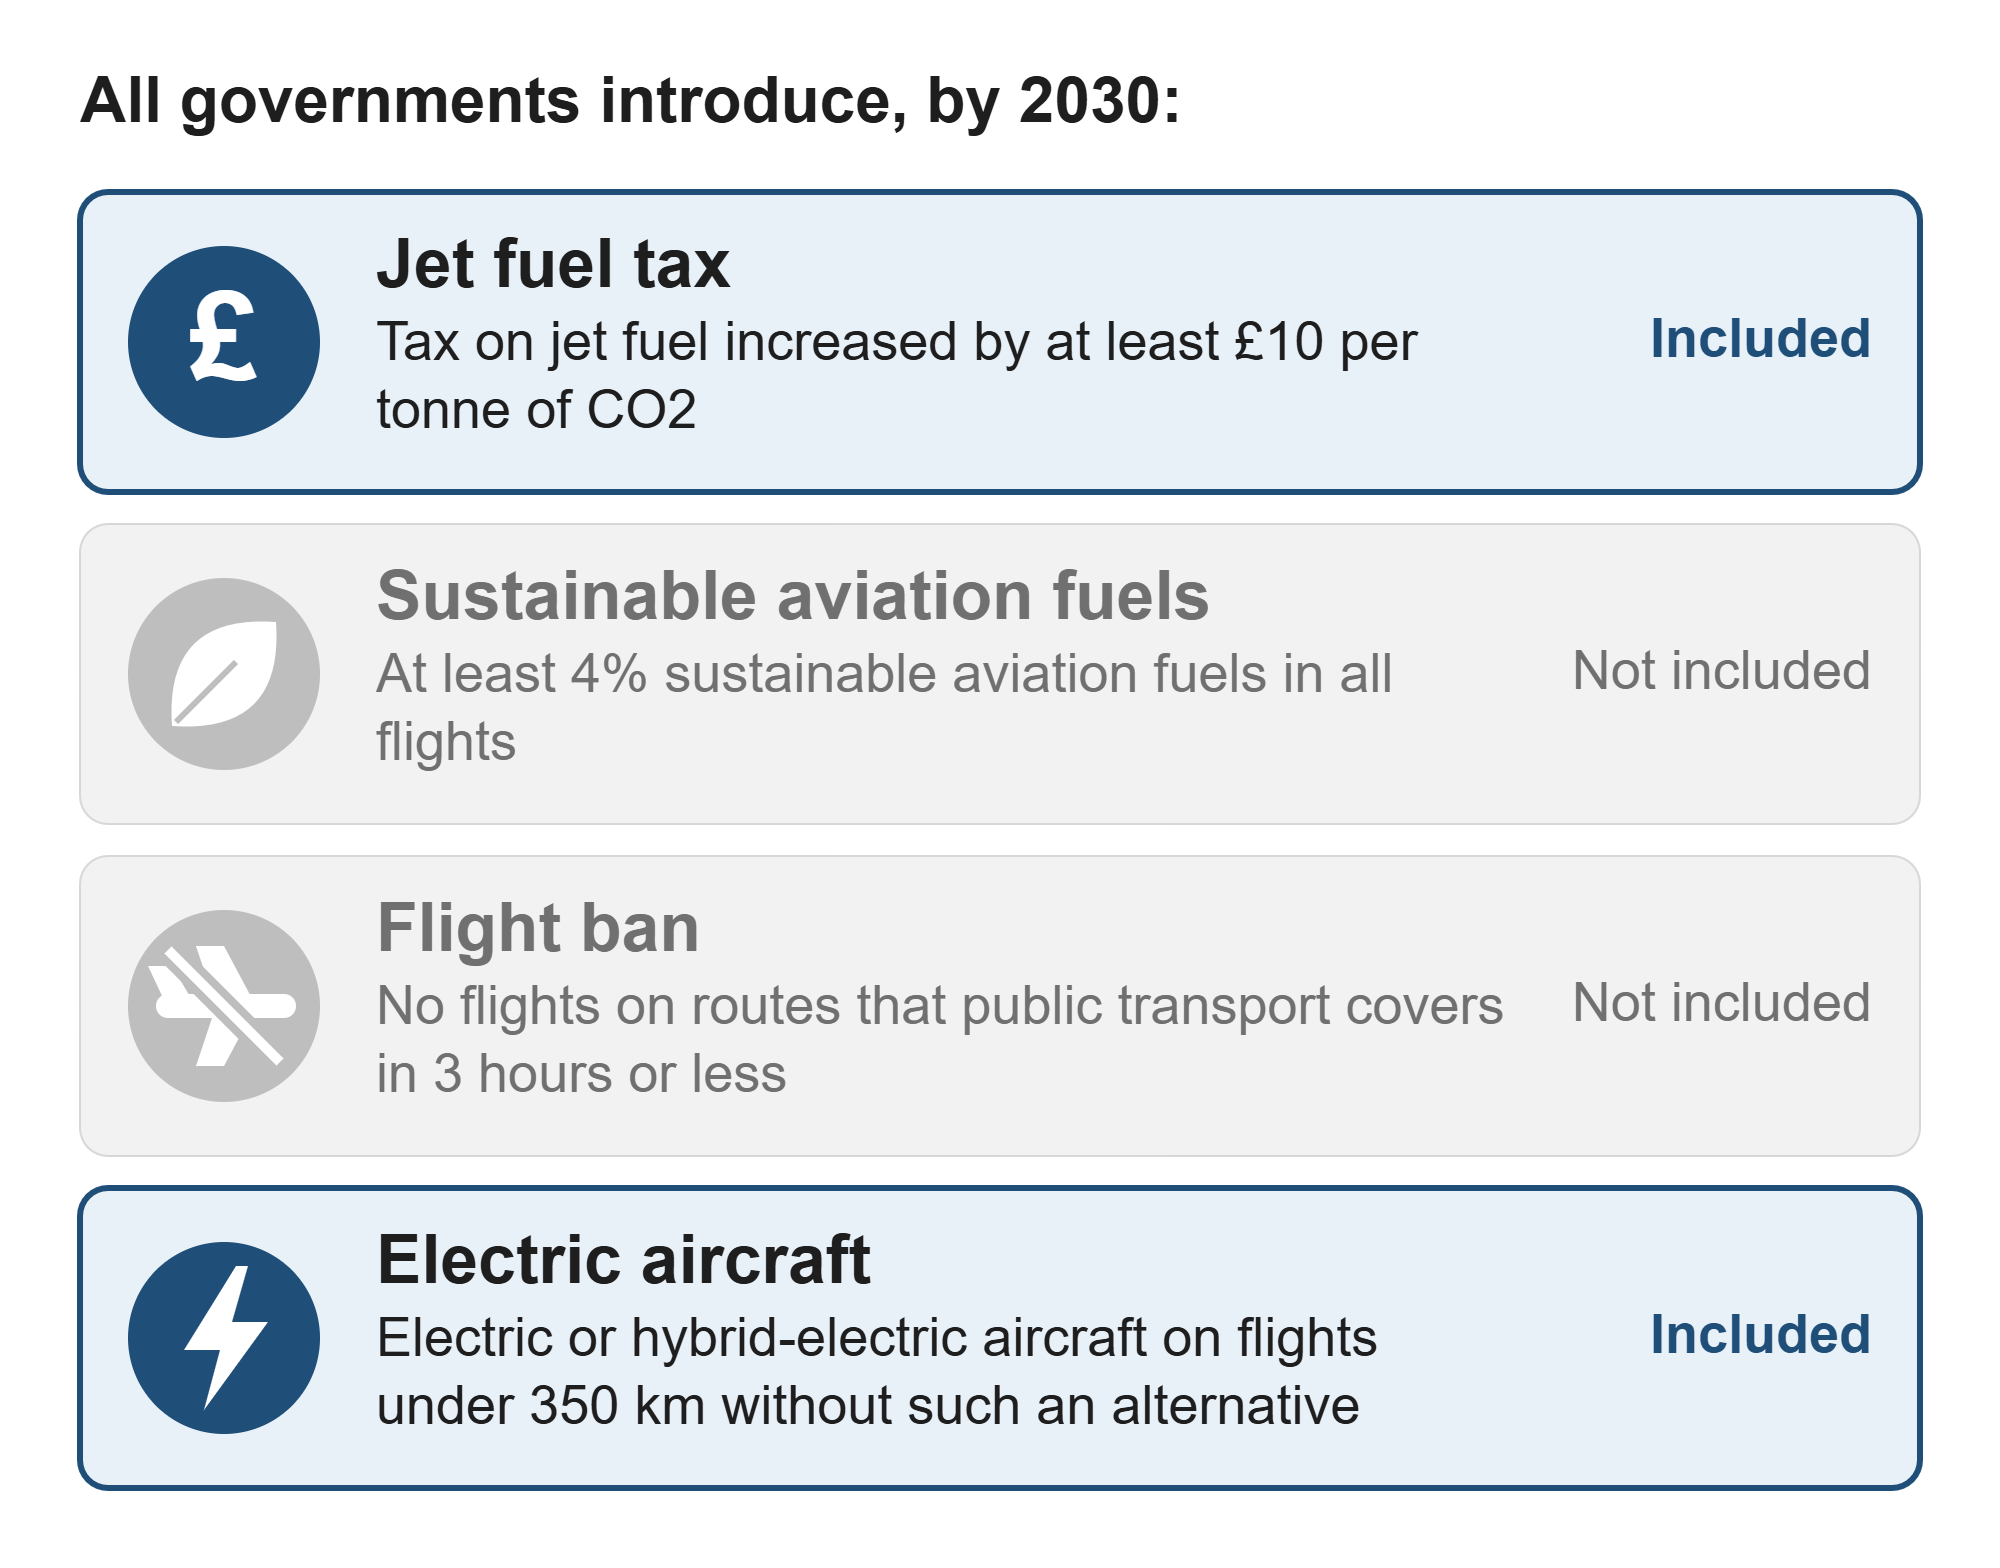 All governments introduce, by 2030:
£
Jet fuel tax
Tax on jet fuel increased by at least £10 per
tonne of CO2
Included
Sustainable aviation fuels
At least 4% sustainable aviation fuels in all
flights
Not included
Flight ban
No flights on routes that public transport covers
in 3 hours or less
Not included
Electric aircraft
Electric or hybrid-electric aircraft on flights
under 350 km without such an alternative
Included